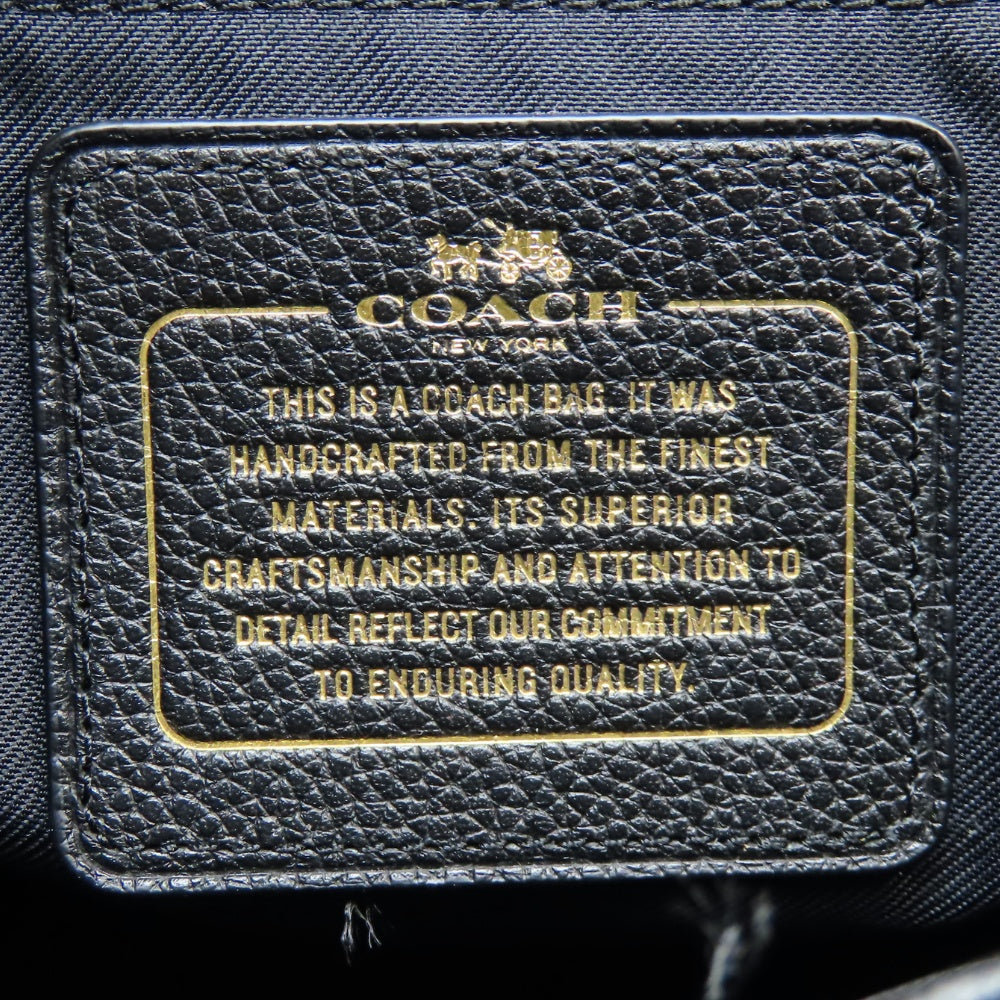 COACH
NEW YORK
THIS IS A COACH BAG. IT WAS
HANDCRAFTED FROM THE FINEST
MATERIALS. ITS SUPERIOR
CRAFTSMANSHIP AND ATTENTION TO
DETAIL REFLECT OUR COMMITMENT
TO ENDURING QUALITY.